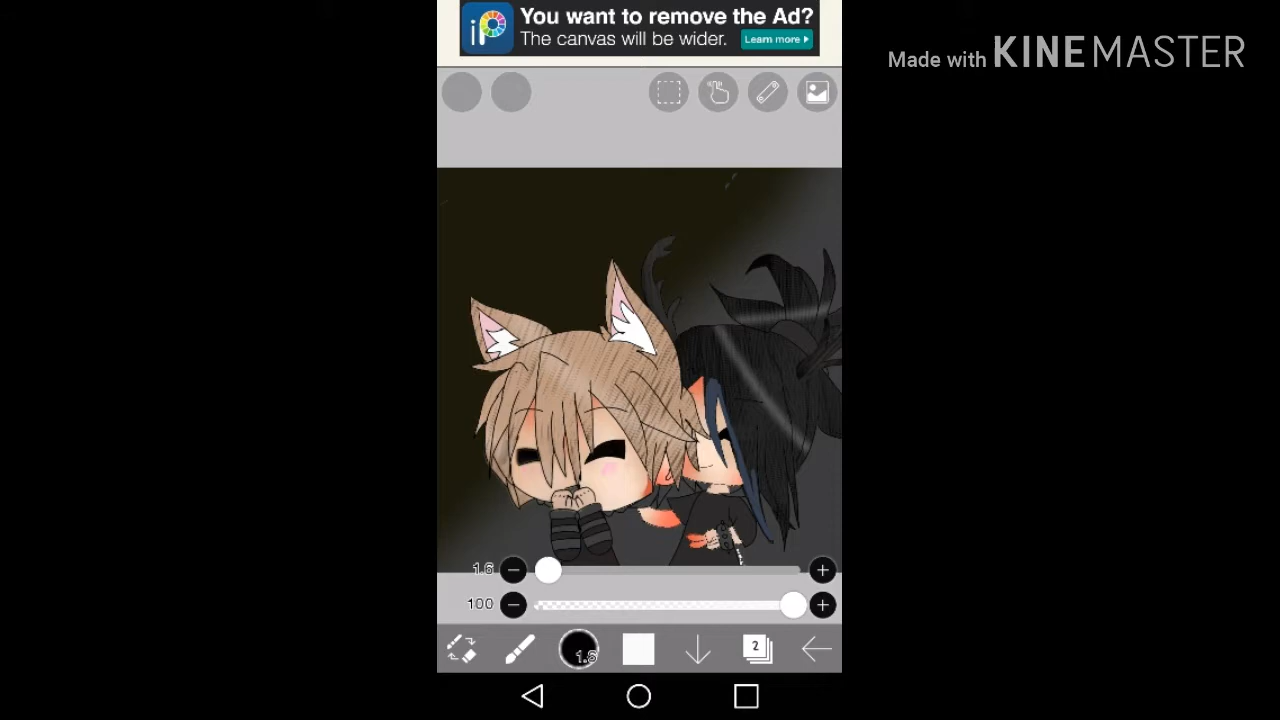 You want to remove the Ad?
The canvas will be wider.
Learn more
iP
Made with KINEMASTER
1.6
100
1.6
2